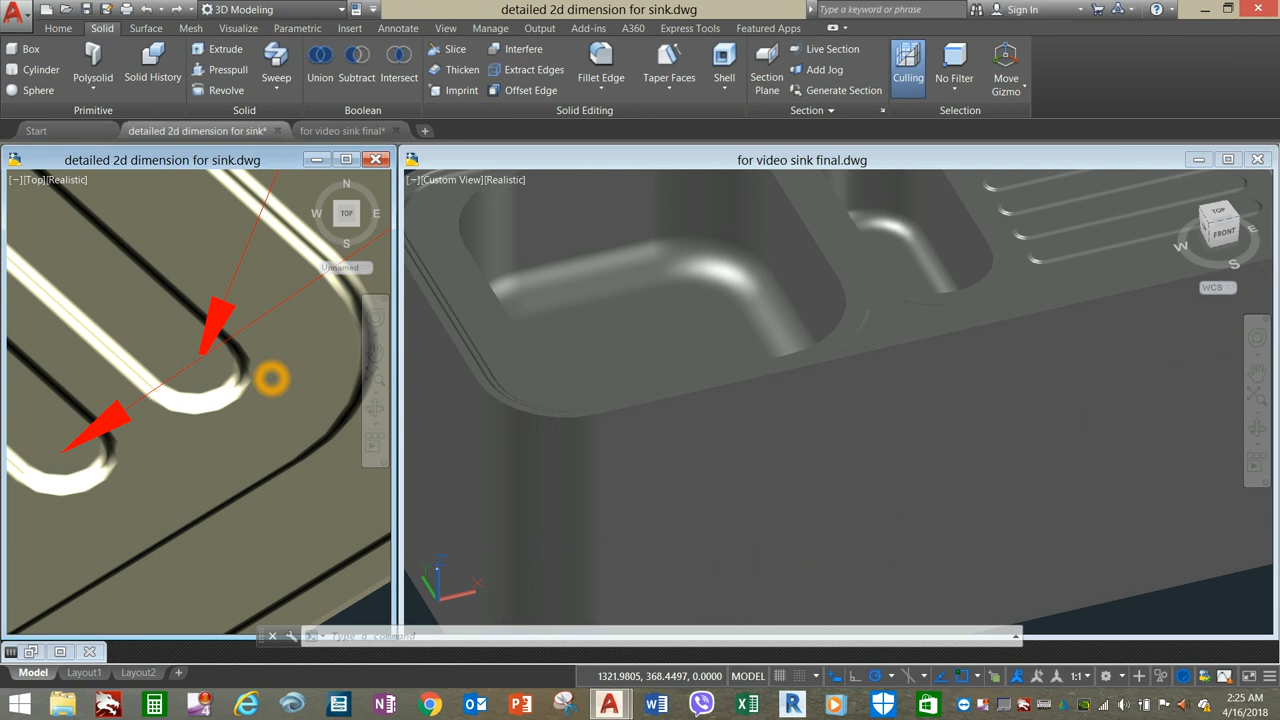 3D Modeling
detailed 2d dimension for sink.dwg
Type a keyword or phrase
Sign In
Home Solid Surface Mesh Visualize Parametric Insert Annotate View Manage Output Add-ins A360 Express Tools Featured Apps
Box Cylinder Sphere
Polysolid
Solid History
Extrude Presspull Revolve
Sweep
Union Subtract Intersect
Slice Thicken Imprint
Interfere Extract Edges Offset Edge
Fillet Edge
Taper Faces
Shell
Section Plane
Live Section Add Jog Generate Section
Culling
No Filter
Move Gizmo
Primitive Solid Boolean Solid Editing Section Selection
Start detailed 2d dimension for sink* for video sink final*
detailed 2d dimension for sink.dwg
for video sink final.dwg
[−][Top][Realistic]
[−][Custom View][Realistic]
N
W TOP E
S
Unnamed
TOP
FRONT
W E
S
WCS
Z
Y
X
Type a command
Model Layout1 Layout2
1321.9805, 368.4497, 0.0000 MODEL
1:1
2:25 AM
4/16/2018